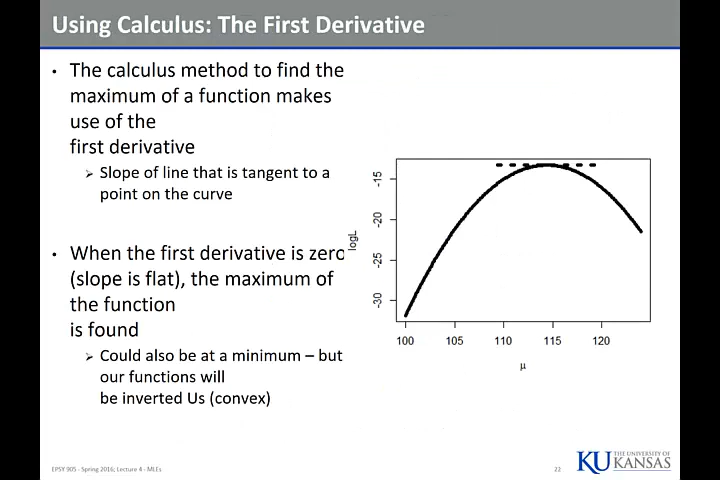 Using Calculus: The First Derivative
• The calculus method to find the
maximum of a function makes
use of the
first derivative
➢ Slope of line that is tangent to a
point on the curve
• When the first derivative is zero
(slope is flat), the maximum of
the function
is found
➢ Could also be at a minimum – but
our functions will
be inverted Us (convex)
logL
-15
-20
-25
-30
100 105 110 115 120
μ
EPSY 905 - Spring 2016; Lecture 4 - MLEs
22
KU THE UNIVERSITY OF
KANSAS